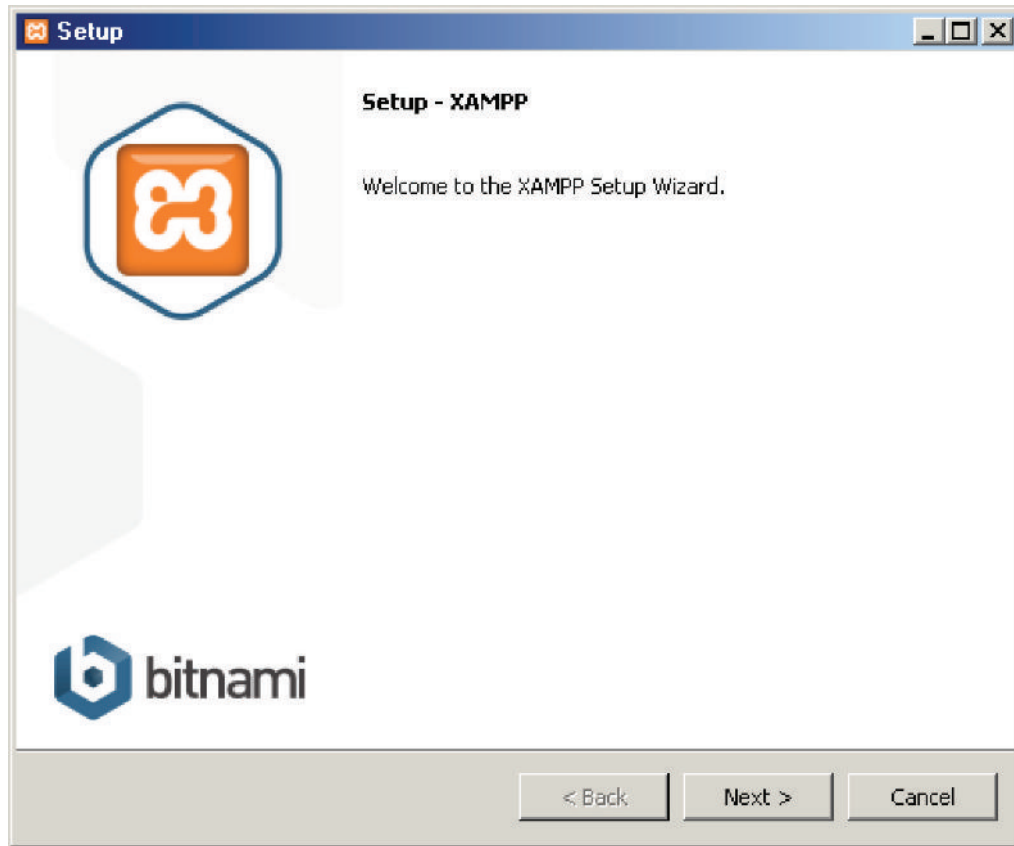 Setup
Setup - XAMPP
Welcome to the XAMPP Setup Wizard.
bitnami
< Back
Next >
Cancel